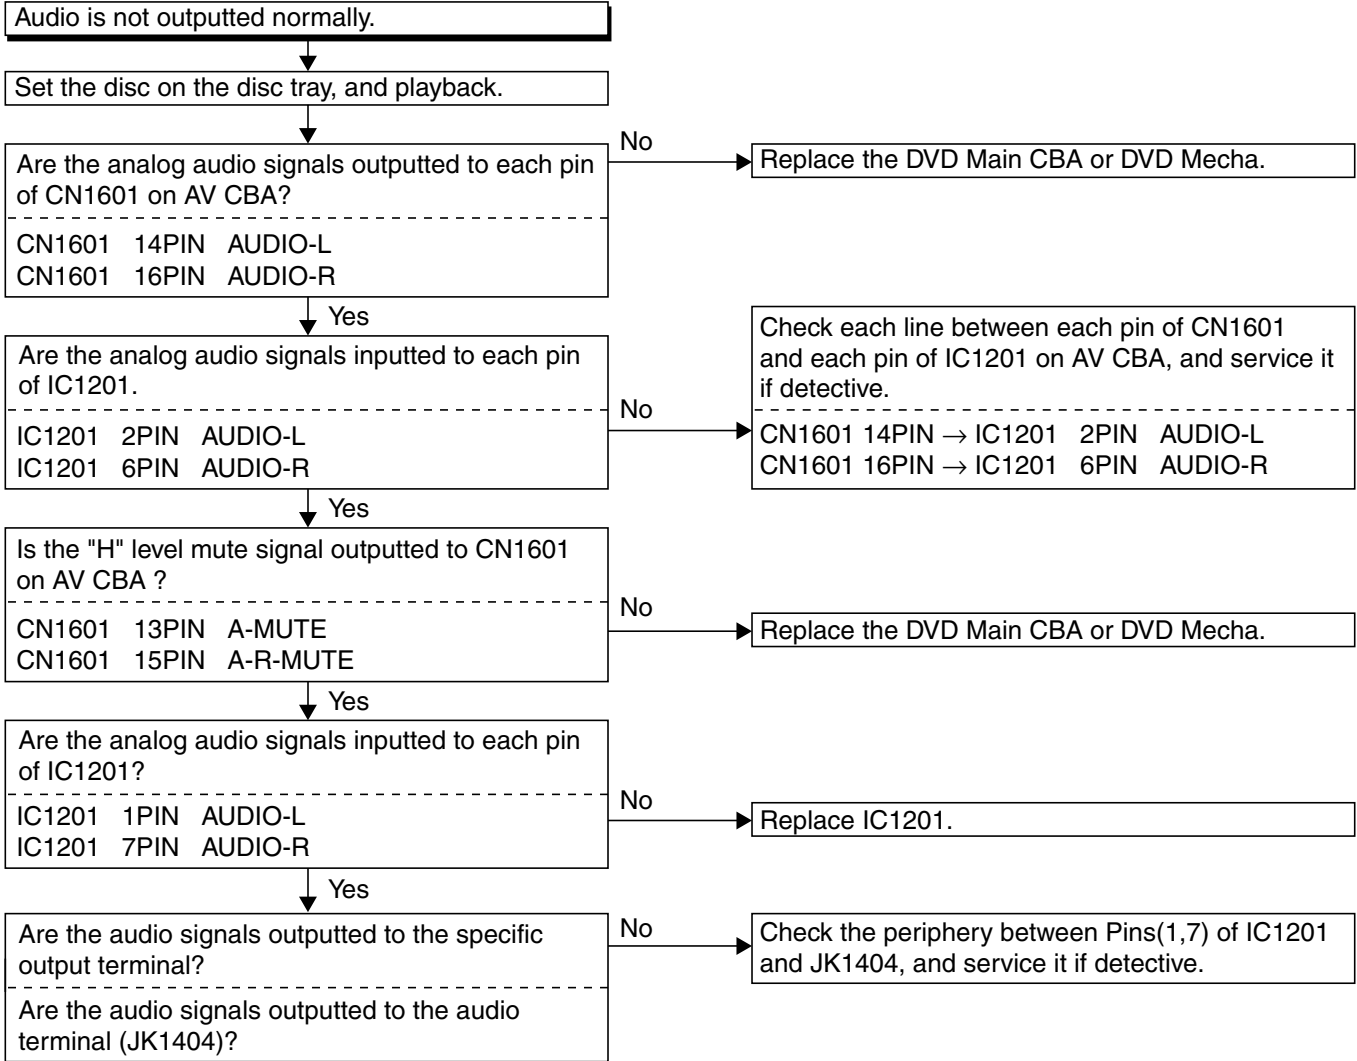 Audio is not outputted normally.
Set the disc on the disc tray, and playback.
No
Are the analog audio signals outputted to each pin
of CN1601 on AV CBA?
CN1601 14PIN AUDIO-L
CN1601 16PIN AUDIO-R
Replace the DVD Main CBA or DVD Mecha.
Yes
Are the analog audio signals inputted to each pin
of IC1201.
IC1201 2PIN AUDIO-L
IC1201 6PIN AUDIO-R
No
Check each line between each pin of CN1601
and each pin of IC1201 on AV CBA, and service it
if detective.
CN1601 14PIN → IC1201 2PIN AUDIO-L
CN1601 16PIN → IC1201 6PIN AUDIO-R
Yes
Is the "H" level mute signal outputted to CN1601
on AV CBA ?
CN1601 13PIN A-MUTE
CN1601 15PIN A-R-MUTE
No
Replace the DVD Main CBA or DVD Mecha.
Yes
Are the analog audio signals inputted to each pin
of IC1201?
IC1201 1PIN AUDIO-L
IC1201 7PIN AUDIO-R
No
Replace IC1201.
Yes
Are the audio signals outputted to the specific
output terminal?
Are the audio signals outputted to the audio
terminal (JK1404)?
No
Check the periphery between Pins(1,7) of IC1201
and JK1404, and service it if detective.